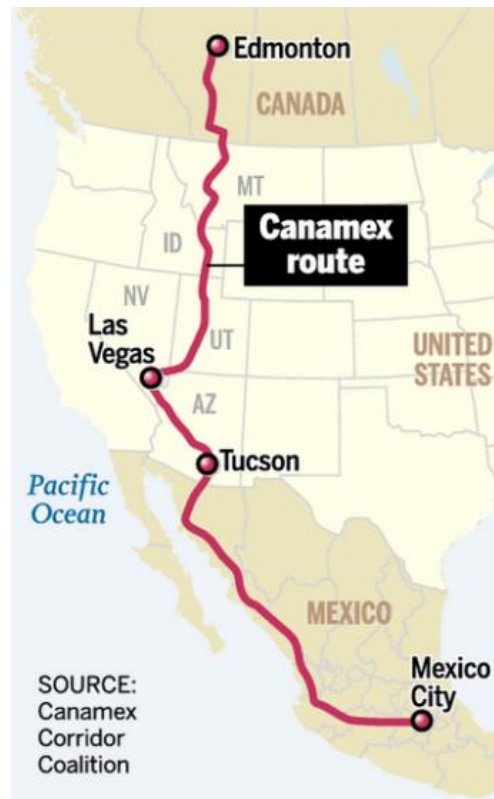 Edmonton
CANADA
MT
Canamex
route
ID
NV
Las
Vegas
UT
UNITED
STATES
AZ
Tucson
Pacific
Ocean
MEXICO
Mexico
City
SOURCE:
Canamex
Corridor
Coalition